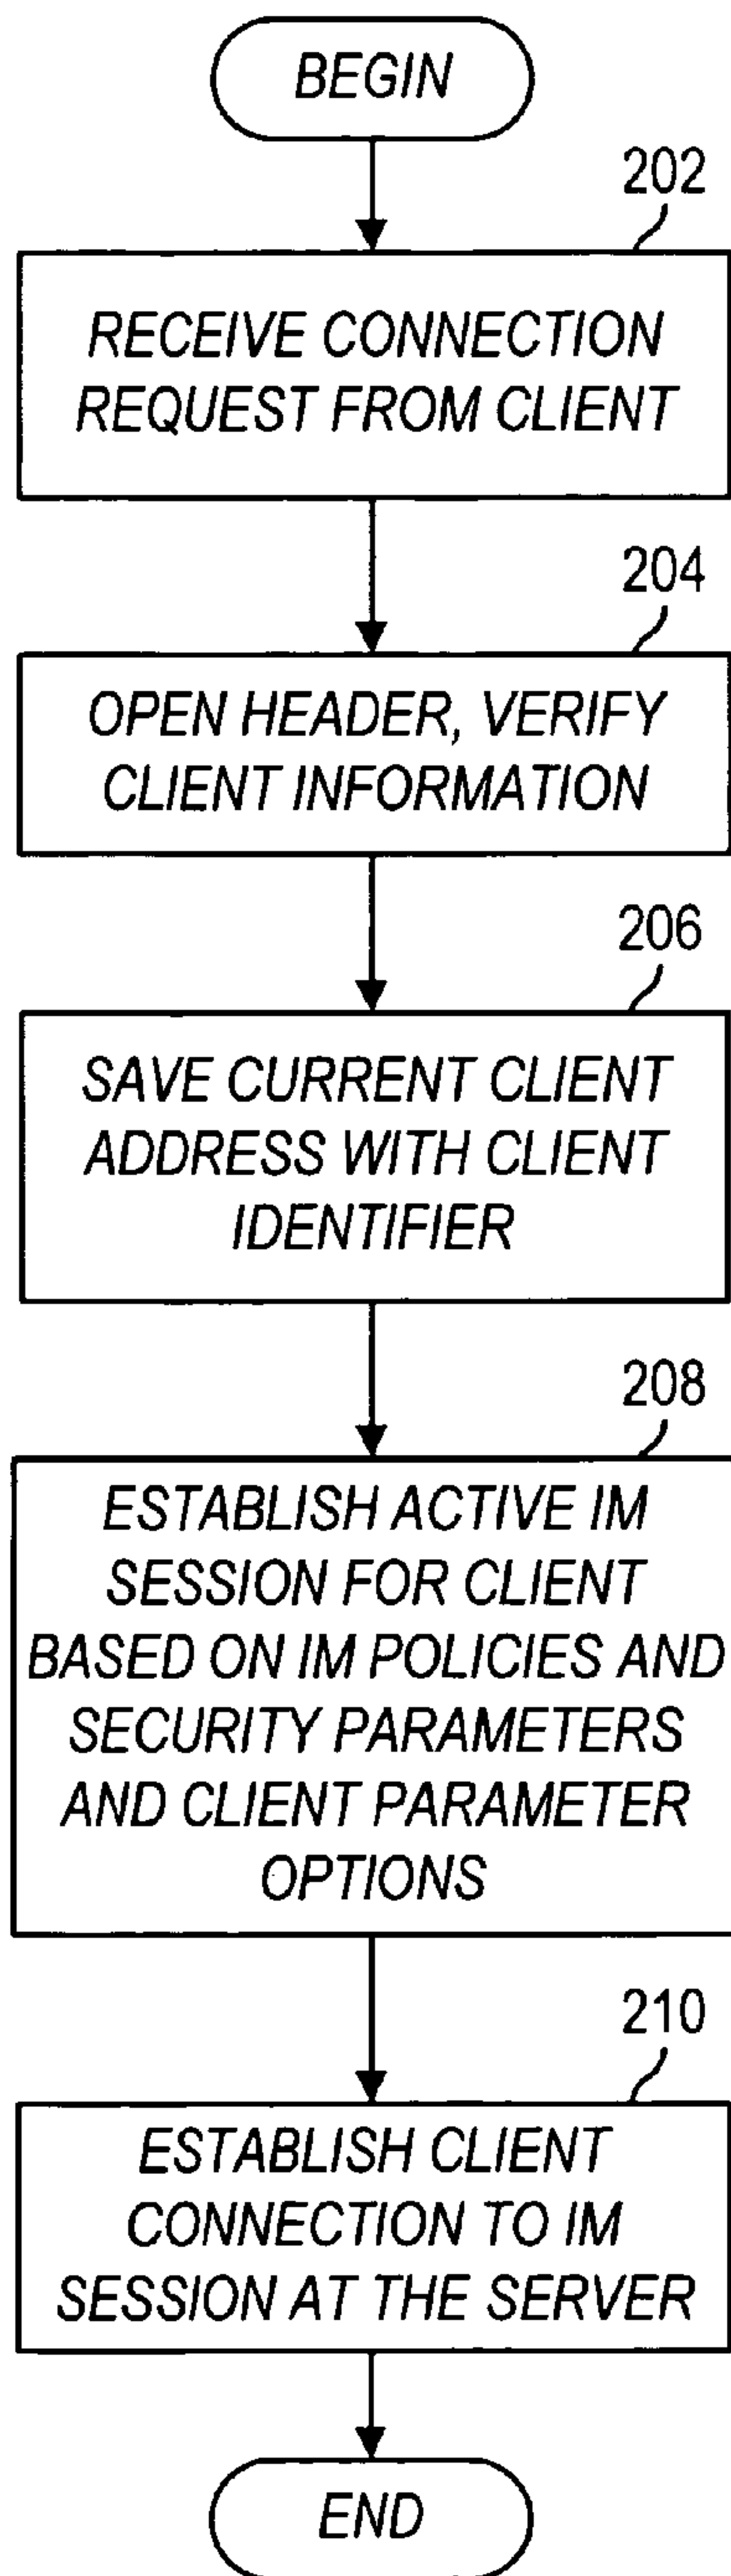 BEGIN
202
RECEIVE CONNECTION
REQUEST FROM CLIENT
204
OPEN HEADER, VERIFY
CLIENT INFORMATION
206
SAVE CURRENT CLIENT
ADDRESS WITH CLIENT
IDENTIFIER
208
ESTABLISH ACTIVE IM
SESSION FOR CLIENT
BASED ON IM POLICIES AND
SECURITY PARAMETERS
AND CLIENT PARAMETER
OPTIONS
210
ESTABLISH CLIENT
CONNECTION TO IM
SESSION AT THE SERVER
END